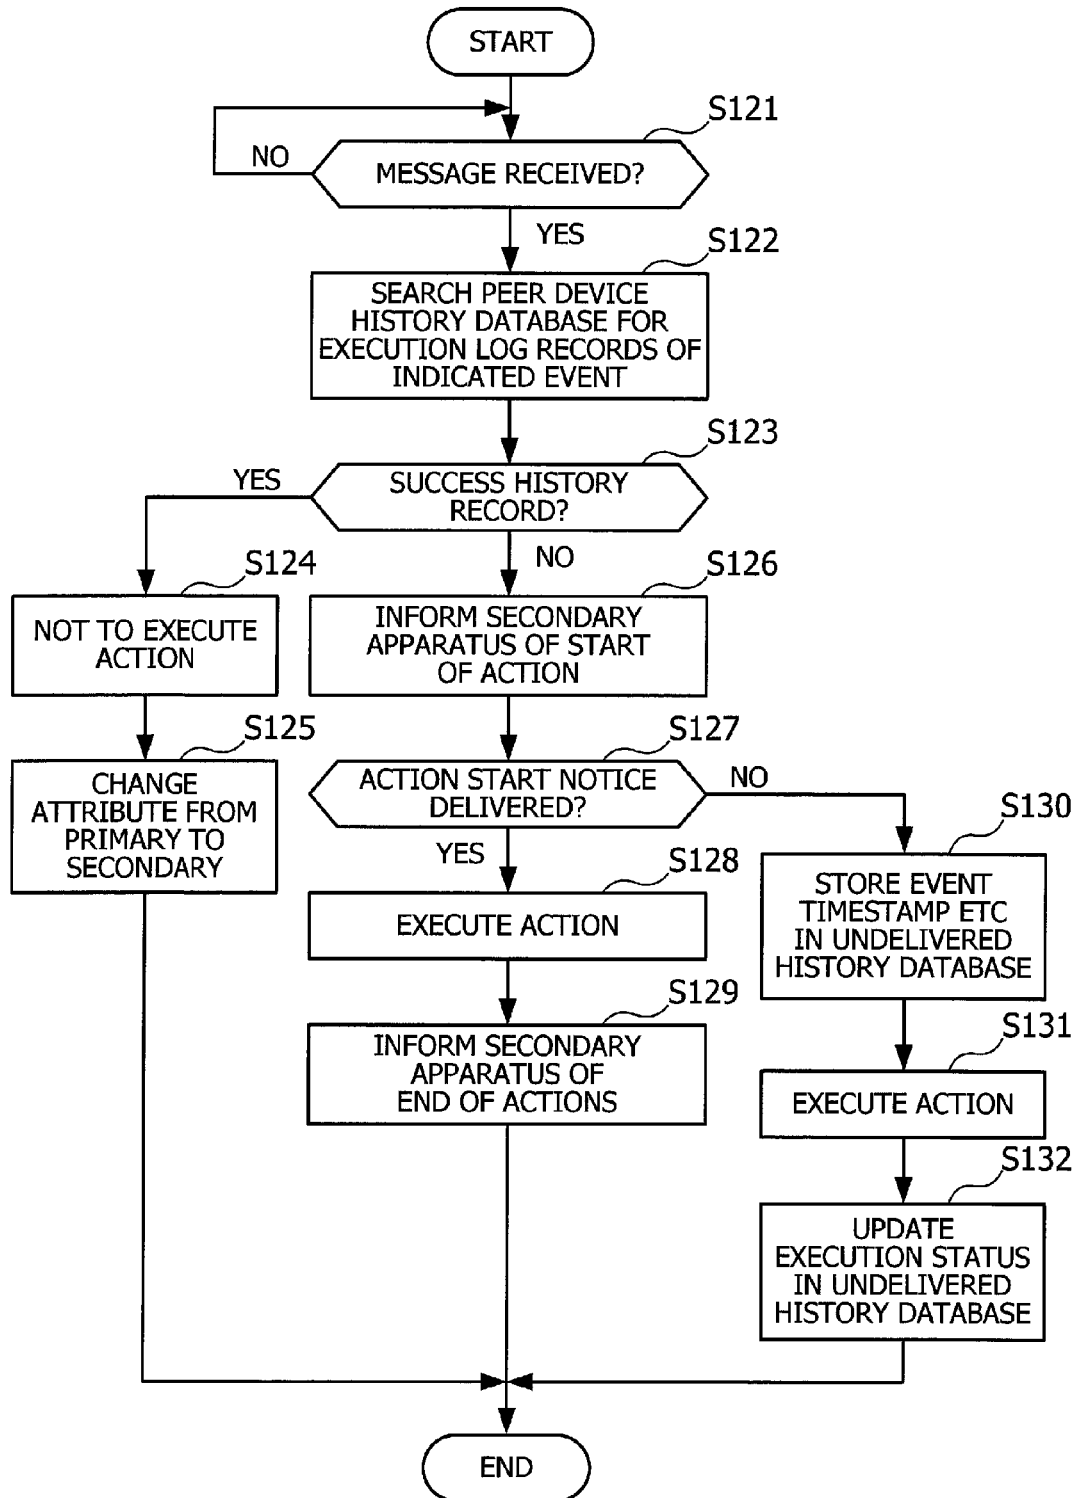 START
S121
NO
MESSAGE RECEIVED?
YES
S122
SEARCH PEER DEVICE
HISTORY DATABASE FOR
EXECUTION LOG RECORDS OF
INDICATED EVENT
S123
YES
SUCCESS HISTORY
RECORD?
NO
S124
NOT TO EXECUTE
ACTION
S125
CHANGE
ATTRIBUTE FROM
PRIMARY TO
SECONDARY
S126
INFORM SECONDARY
APPARATUS OF START
OF ACTION
S127
ACTION START NOTICE
DELIVERED?
NO
YES
S128
EXECUTE ACTION
S129
INFORM SECONDARY
APPARATUS OF
END OF ACTIONS
S130
STORE EVENT
TIMESTAMP ETC
IN UNDELIVERED
HISTORY DATABASE
S131
EXECUTE ACTION
S132
UPDATE
EXECUTION STATUS
IN UNDELIVERED
HISTORY DATABASE
END